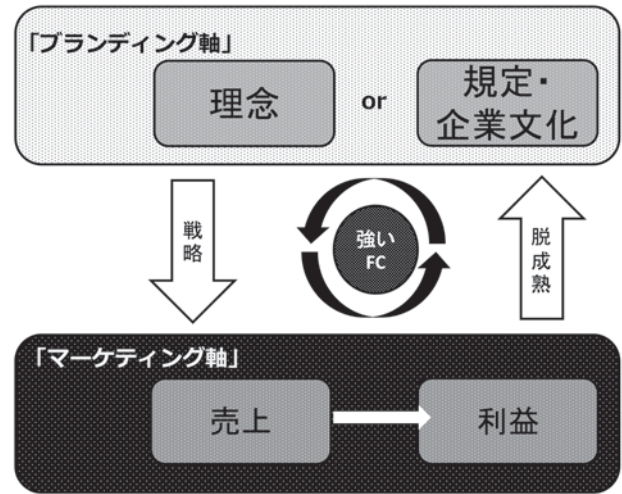 「ブランディング軸」
理念
or
規定・
企業文化
戦略
強い
FC
脱成熟
「マーケティング軸」
売上
利益